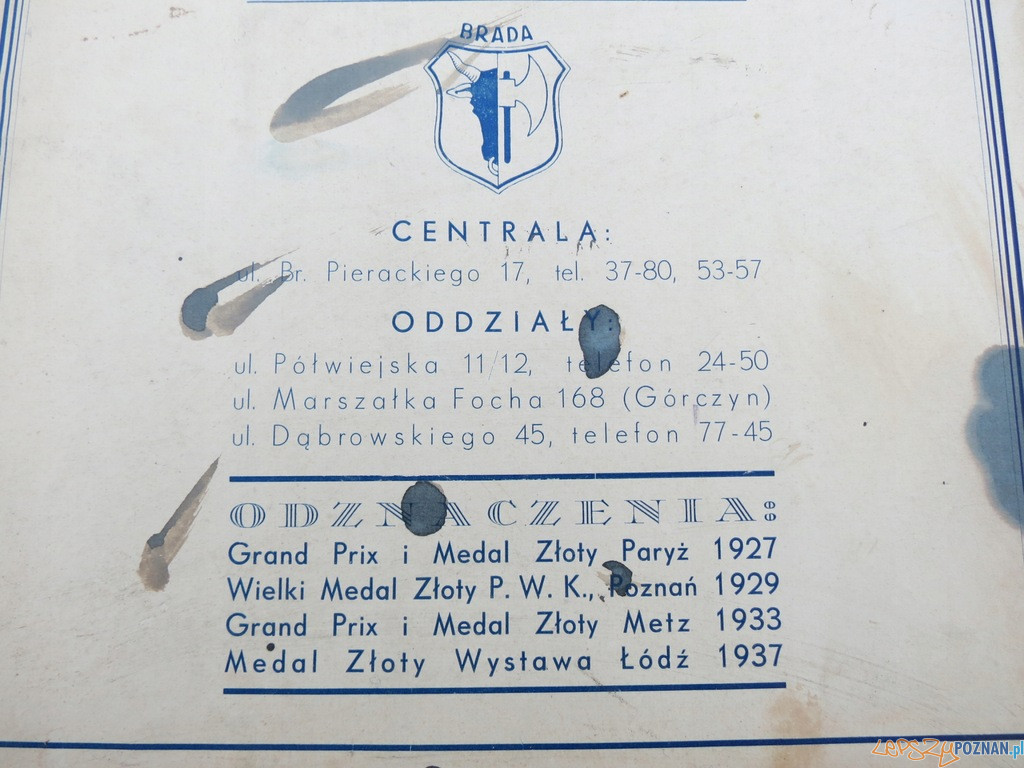 BRADA
CENTRALA:
ul. Br. Pierackiego 17, tel. 37-80, 53-57
ODDZIAŁY:
ul. Półwiejska 11/12, telefon 24-50
ul. Marszałka Focha 168 (Górczyn)
ul. Dąbrowskiego 45, telefon 77-45
ODZNACZENIA:
Grand Prix i Medal Złoty Paryż 1927
Wielki Medal Złoty P. W. K., Poznań 1929
Grand Prix i Medal Złoty Metz 1933
Medal Złoty Wystawa Łódź 1937
LEPSZYPOZNAN.pl